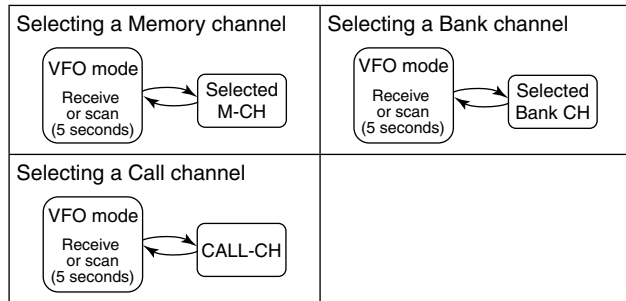 Selecting a Memory channel
VFO mode
Receive
or scan
(5 seconds)
Selected
M-CH
Selecting a Bank channel
VFO mode
Receive
or scan
(5 seconds)
Selected
Bank CH
Selecting a Call channel
VFO mode
Receive
or scan
(5 seconds)
CALL-CH